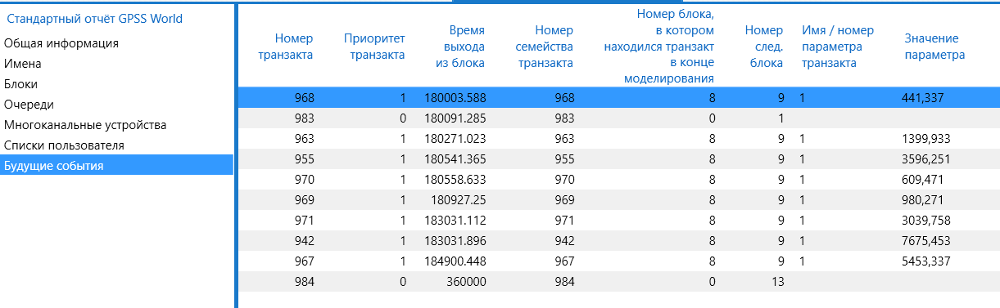 Стандартный отчёт GPSS World
Общая информация
Имена
Блоки
Очереди
Многоканальные устройства
Списки пользователя
Будущие события
Номер транзакта
Приоритет транзакта
Время выхода из блока
Номер семейства транзакта
Номер блока, в котором находился транзакт в конце моделирования
Номер след. блока
Имя / номер параметра транзакта
Значение параметра
968 1 180003.588 968 8 9 1 441,337
983 0 180091.285 983 0 1
963 1 180271.023 963 8 9 1 1399,933
955 1 180541.365 955 8 9 1 3596,251
970 1 180558.633 970 8 9 1 609,471
969 1 180927.25 969 8 9 1 980,271
971 1 183031.112 971 8 9 1 3039,758
942 1 183031.896 942 8 9 1 7675,453
967 1 184900.448 967 8 9 1 5453,337
984 0 360000 984 0 13